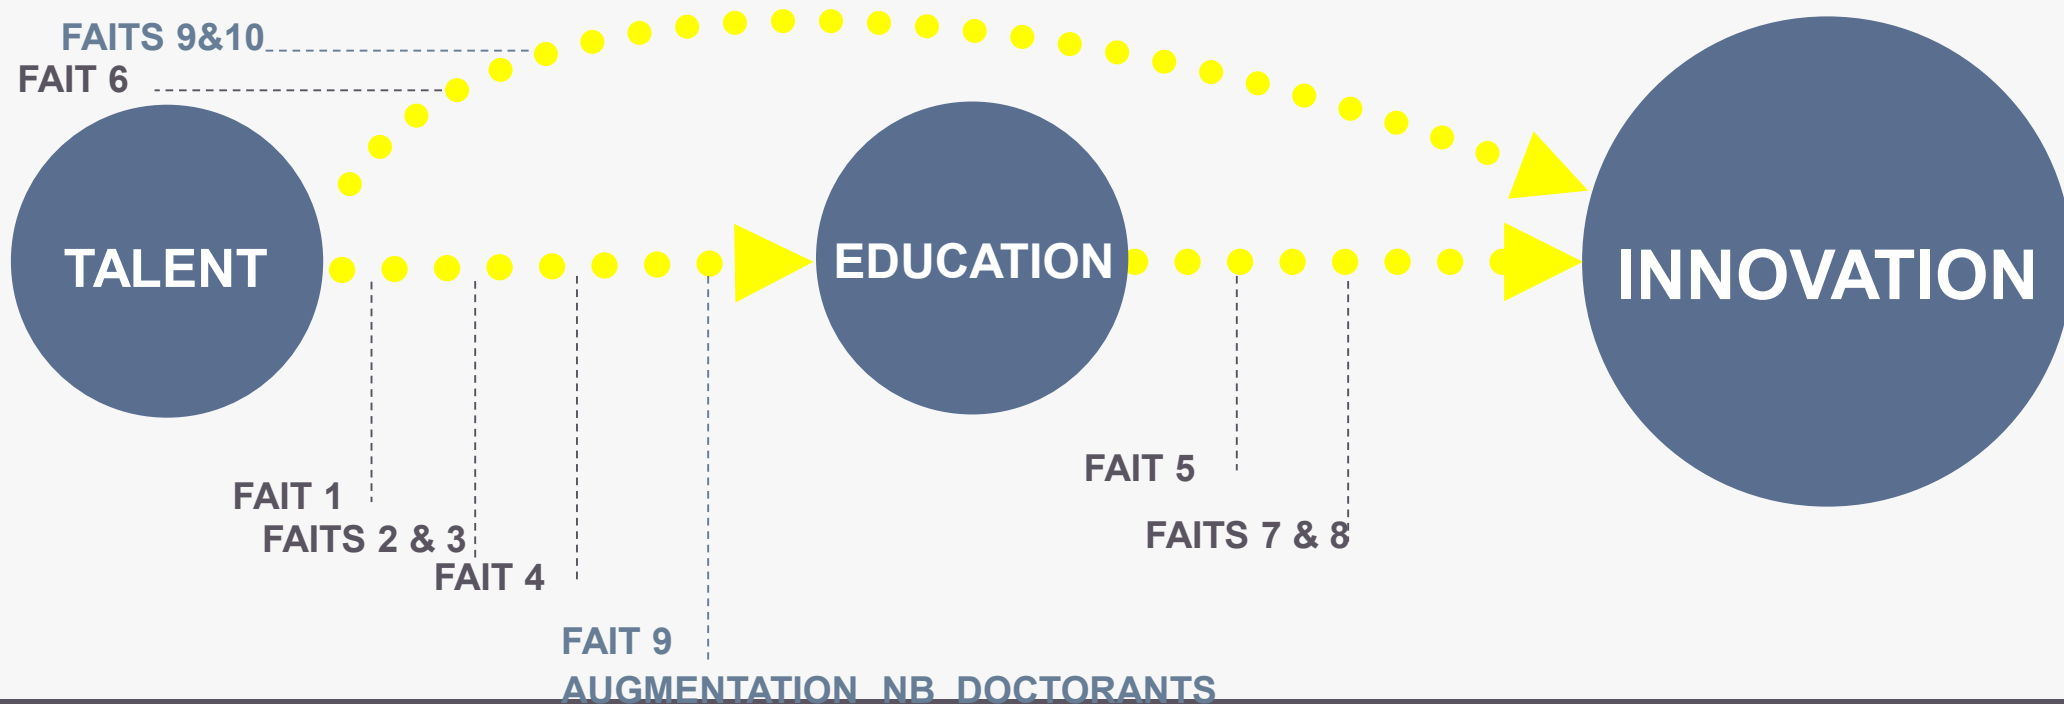 FAITS 9&10
FAIT 6
TALENT
EDUCATION
INNOVATION
FAIT 1
FAITS 2 & 3
FAIT 4
FAIT 5
FAITS 7 & 8
FAIT 9
AUGMENTATION NB DOCTORANTS